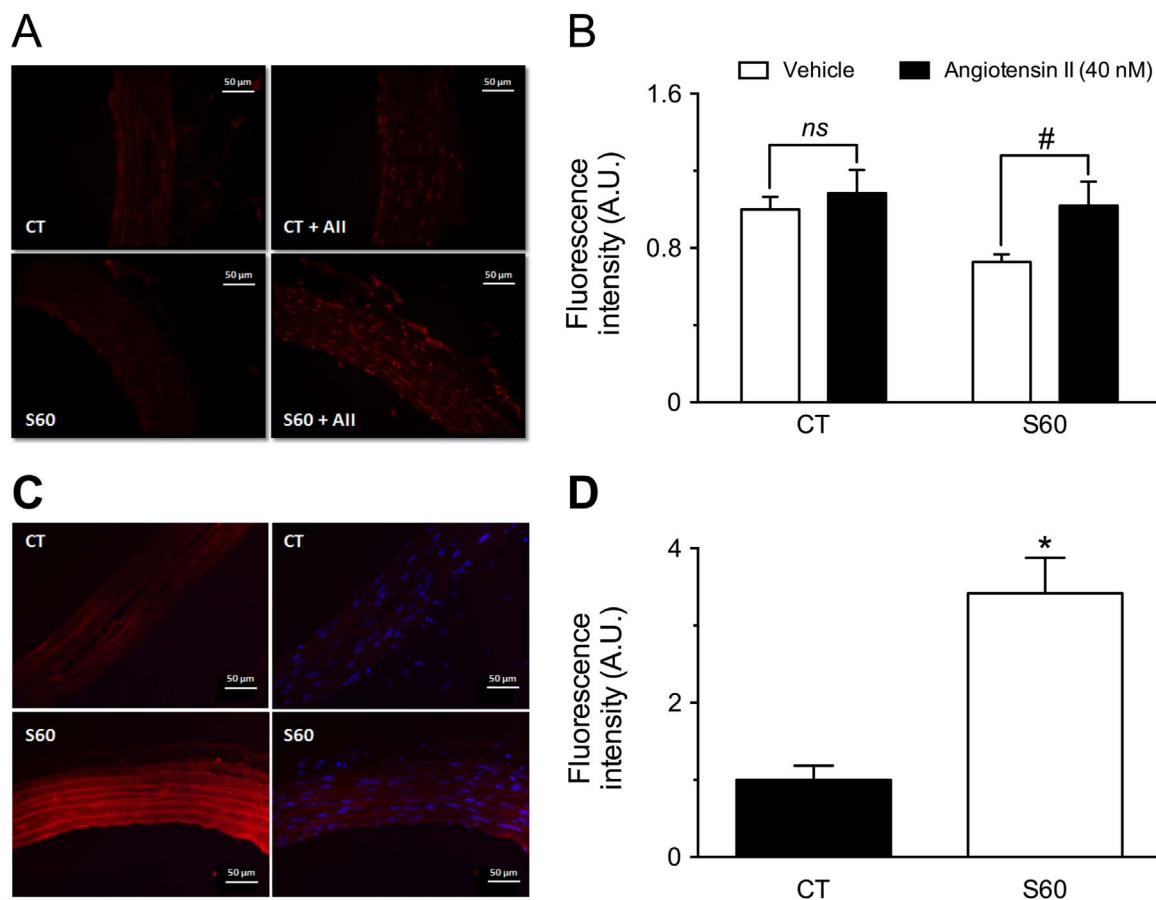 A
50 µm
CT
50 µm
CT + AII
50 µm
S60
50 µm
S60 + AII
B
Vehicle
Angiotensin II (40 nM)
Fluorescence
intensity (A.U.)
1.6
0.8
0
ns
#
CT
S60
C
CT
50 µm
CT
50 µm
S60
50 µm
S60
50 µm
D
Fluorescence
intensity (A.U.)
4
2
0
*
CT
S60